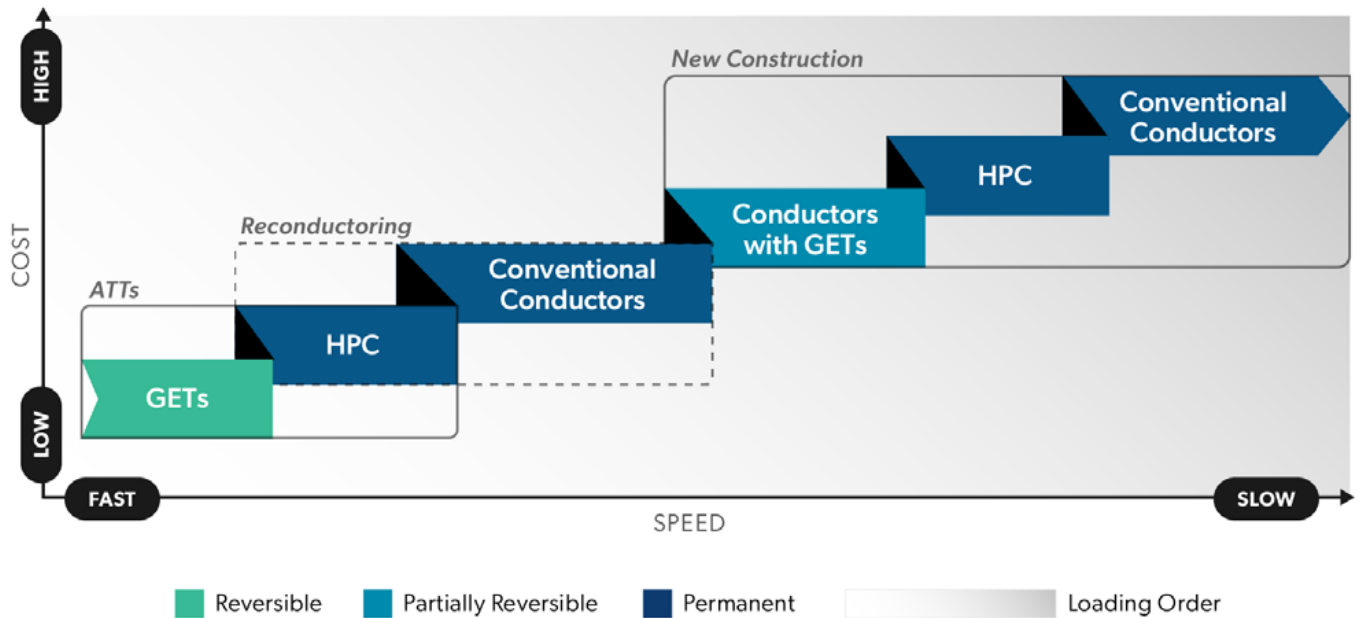 HIGH
New Construction
Conventional
Conductors
HPC
Conductors
with GETs
Reconductoring
Conventional
Conductors
COST
ATTs
HPC
GETs
LOW
FAST
SLOW
SPEED
Reversible
Partially Reversible
Permanent
Loading Order